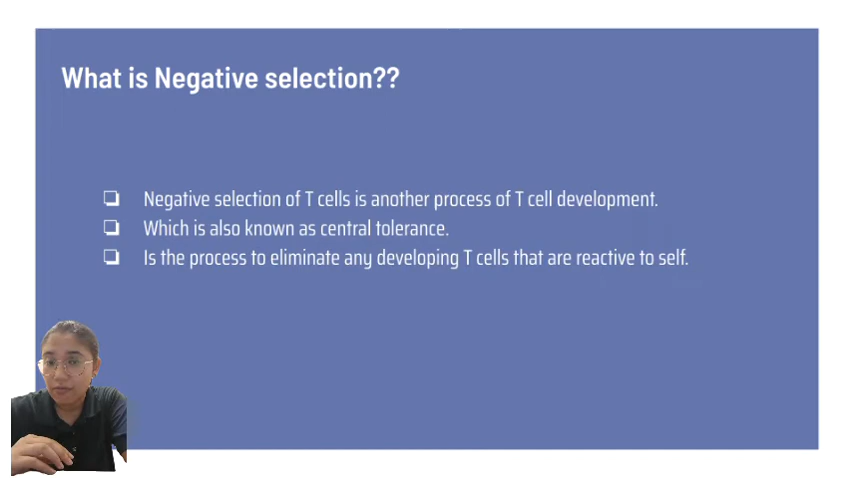 What is Negative selection??
Negative selection of T cells is another process of T cell development.
Which is also known as central tolerance.
Is the process to eliminate any developing T cells that are reactive to self.